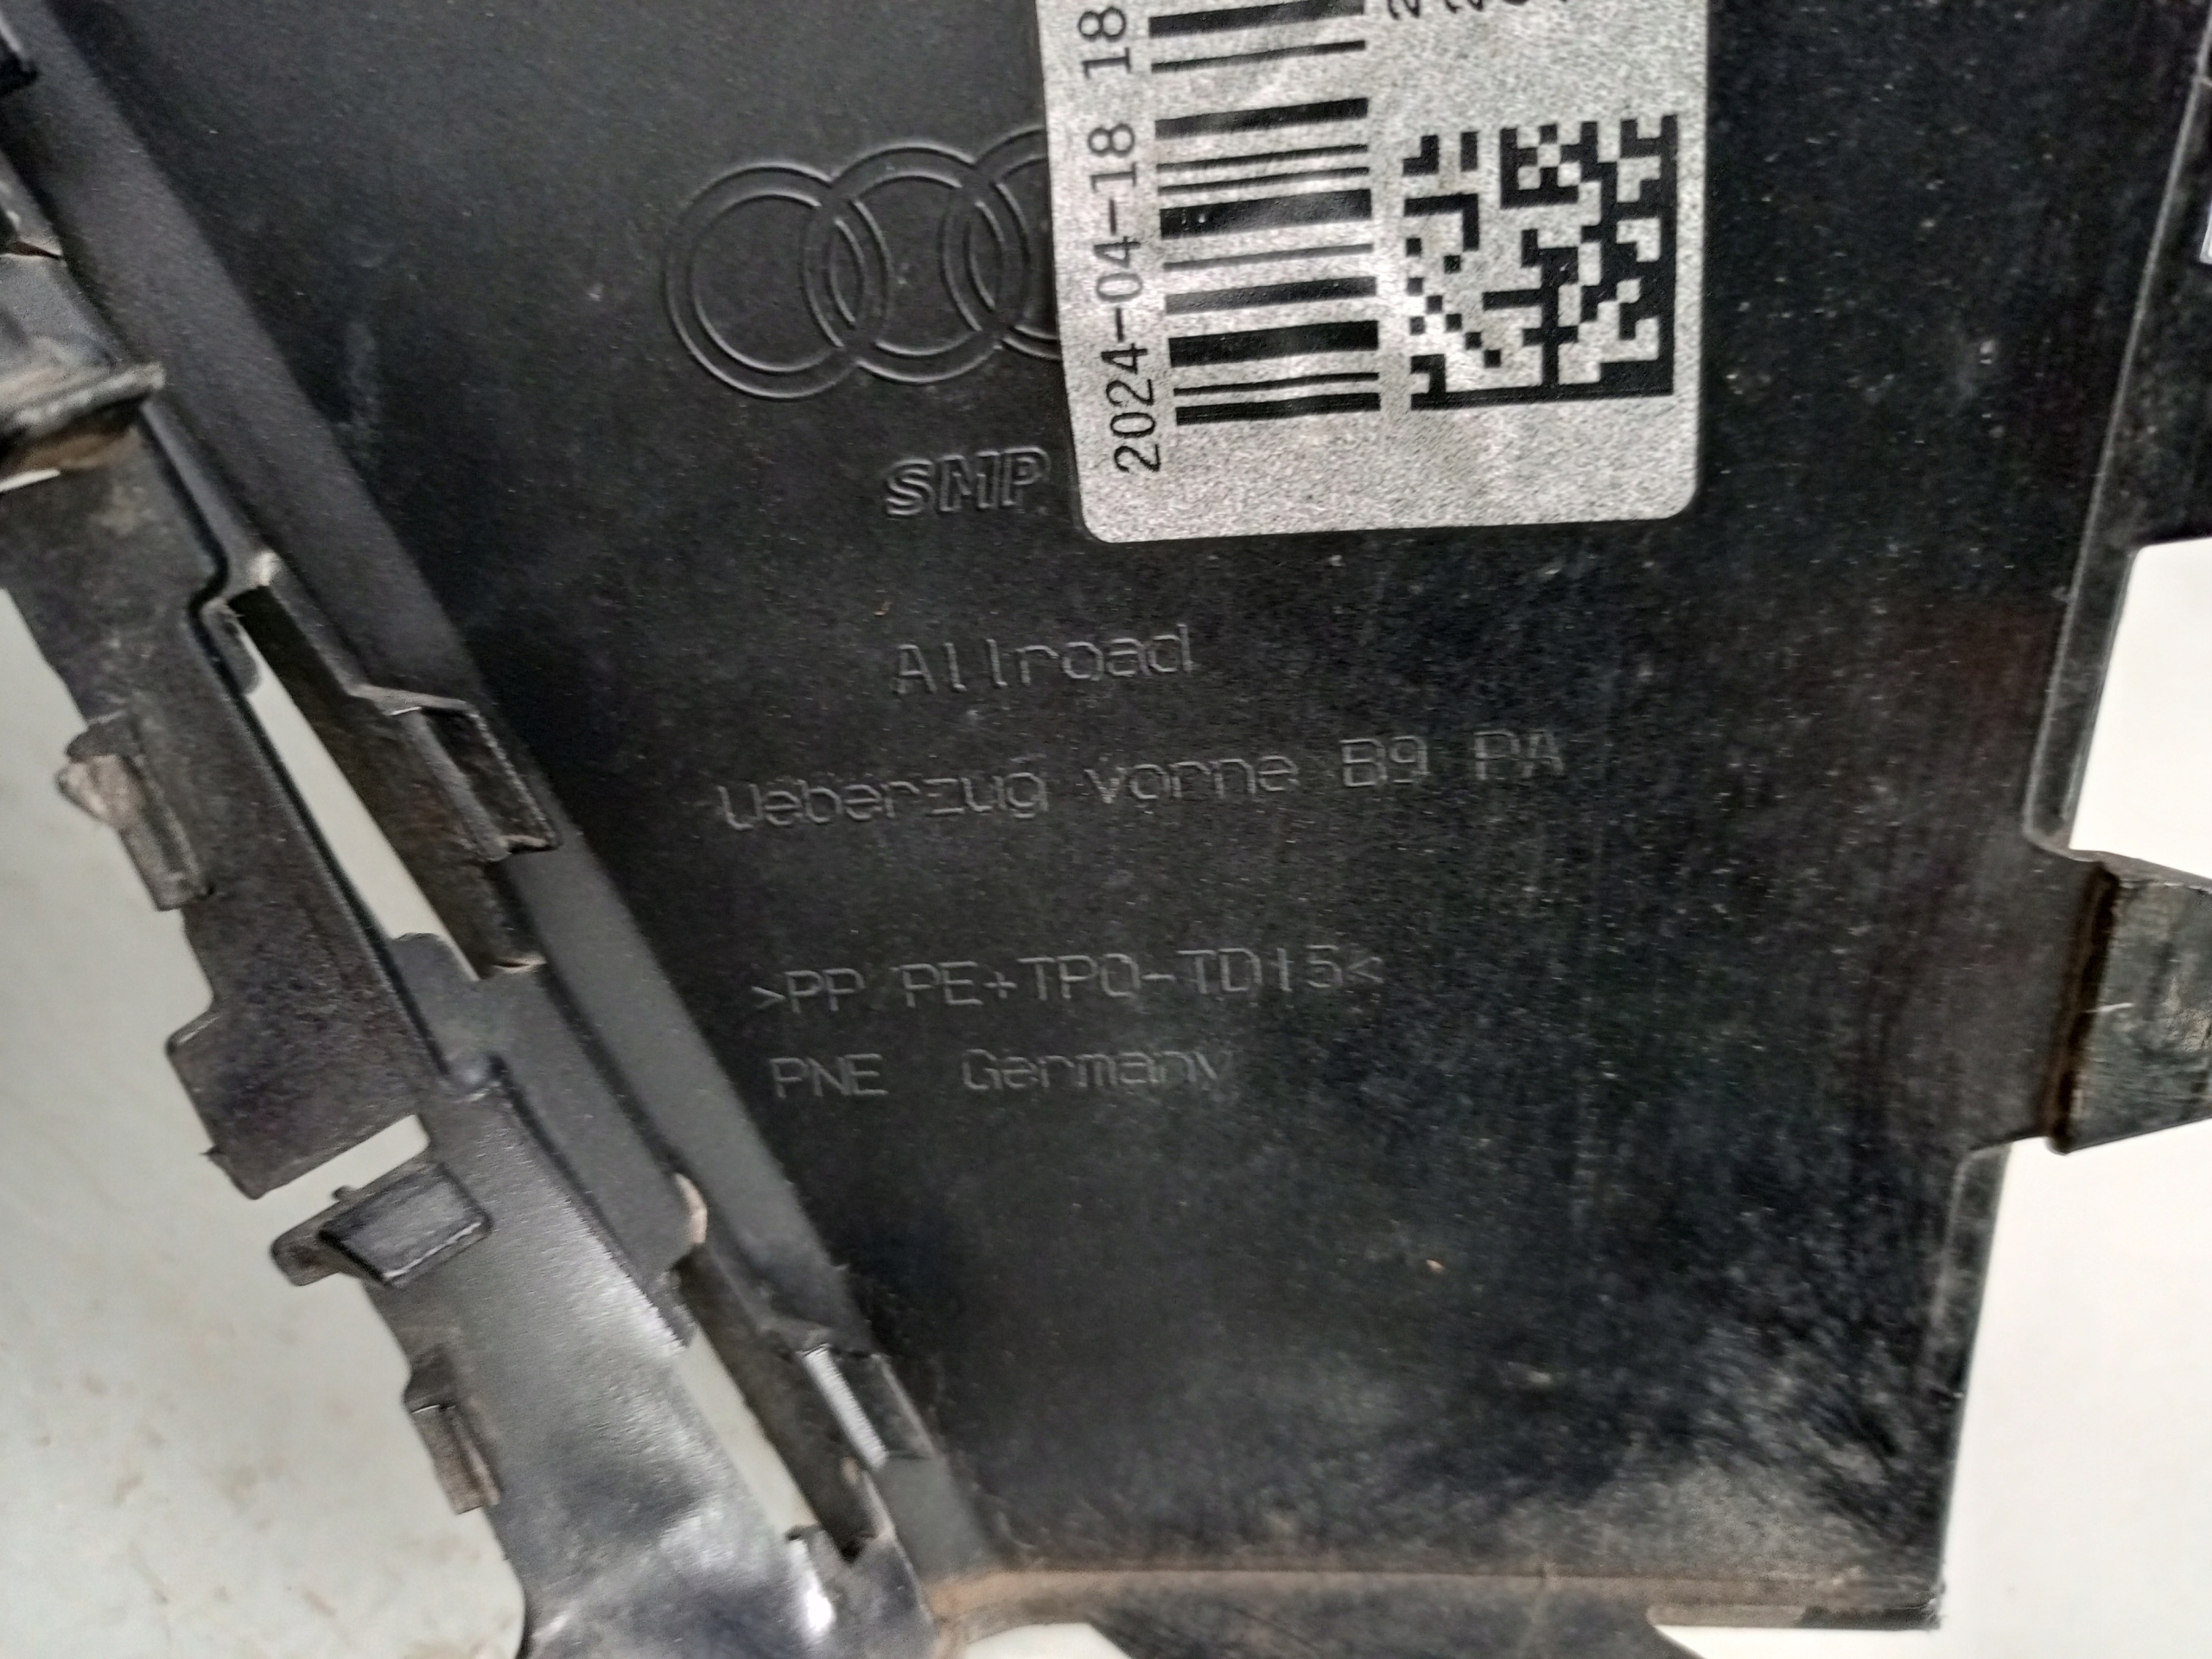 2024-04-18 18
SMP
Allroad
Ueberzug vorne B9 PA
>PP/PE+TPO-TD15<
PNE Germany